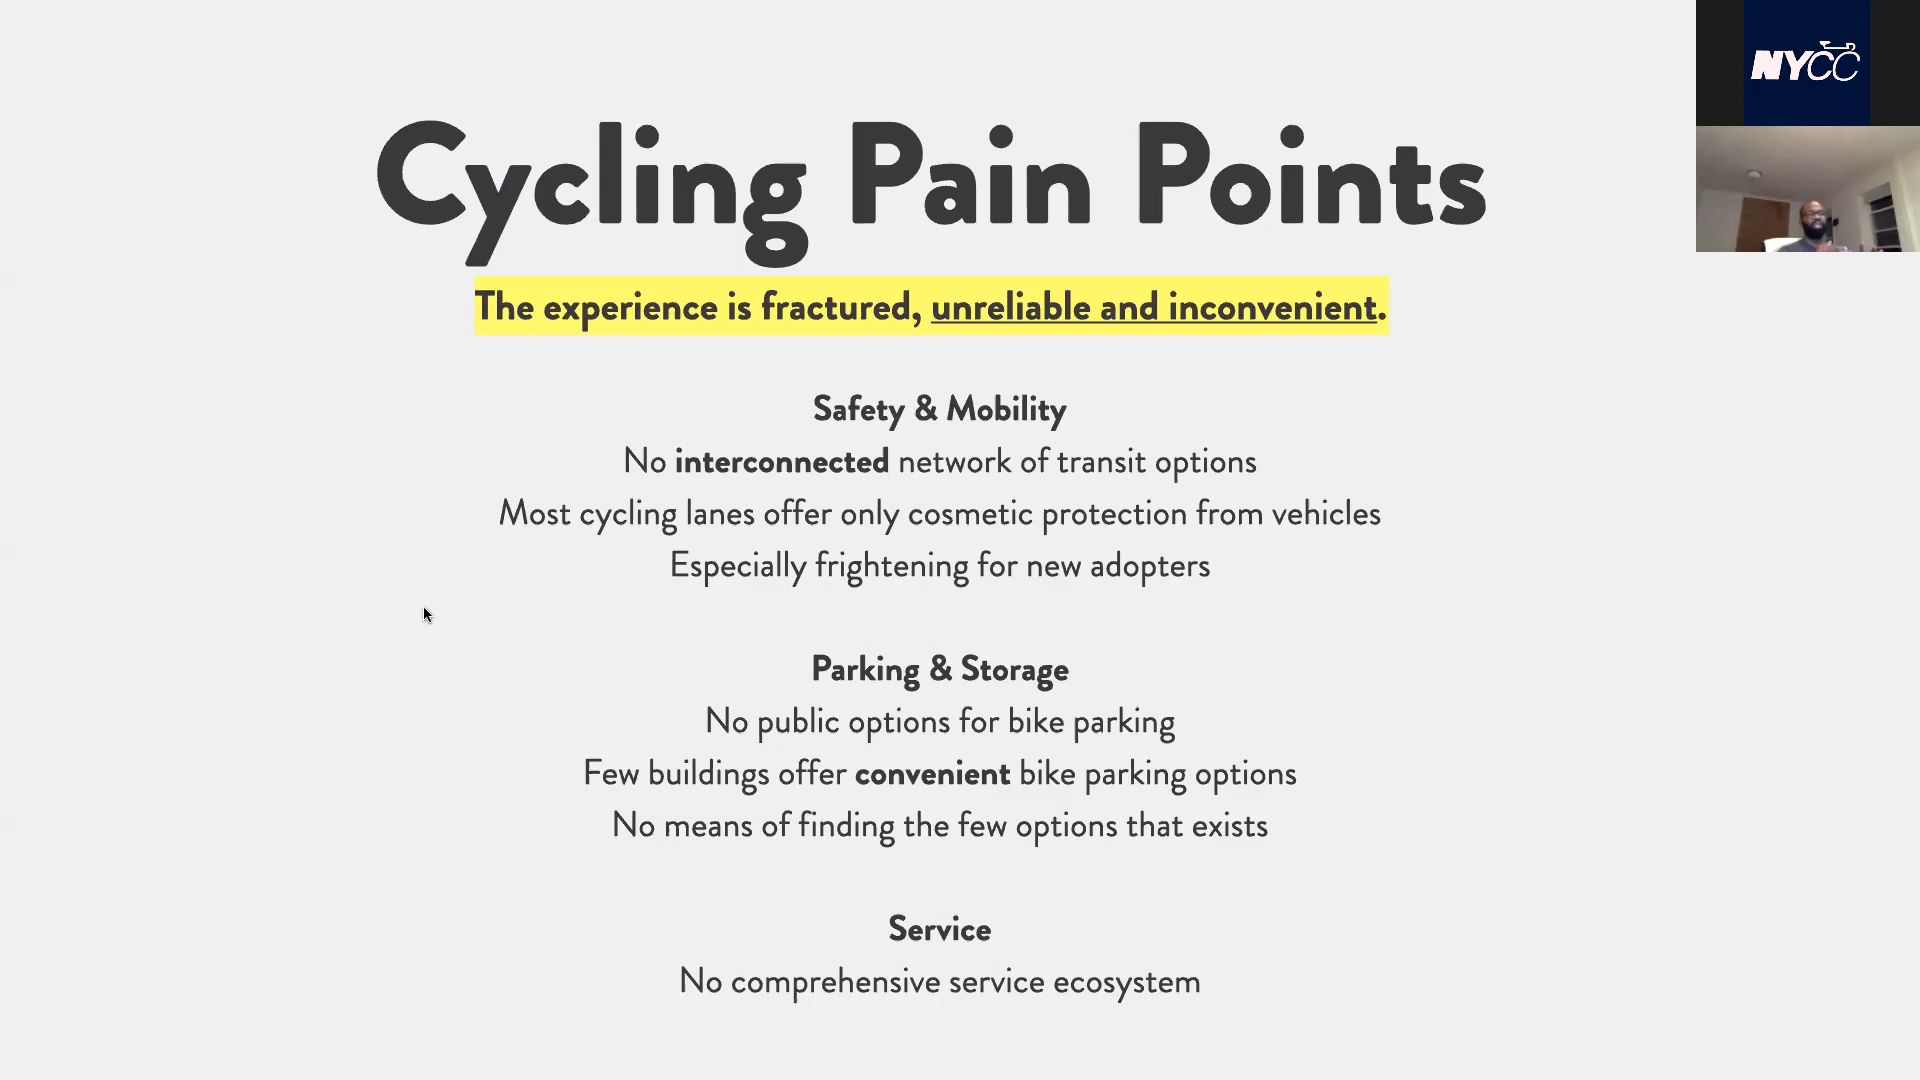 NYCC
Cycling Pain Points
The experience is fractured, unreliable and inconvenient.
Safety & Mobility
No interconnected network of transit options
Most cycling lanes offer only cosmetic protection from vehicles
Especially frightening for new adopters
Parking & Storage
No public options for bike parking
Few buildings offer convenient bike parking options
No means of finding the few options that exists
Service
No comprehensive service ecosystem